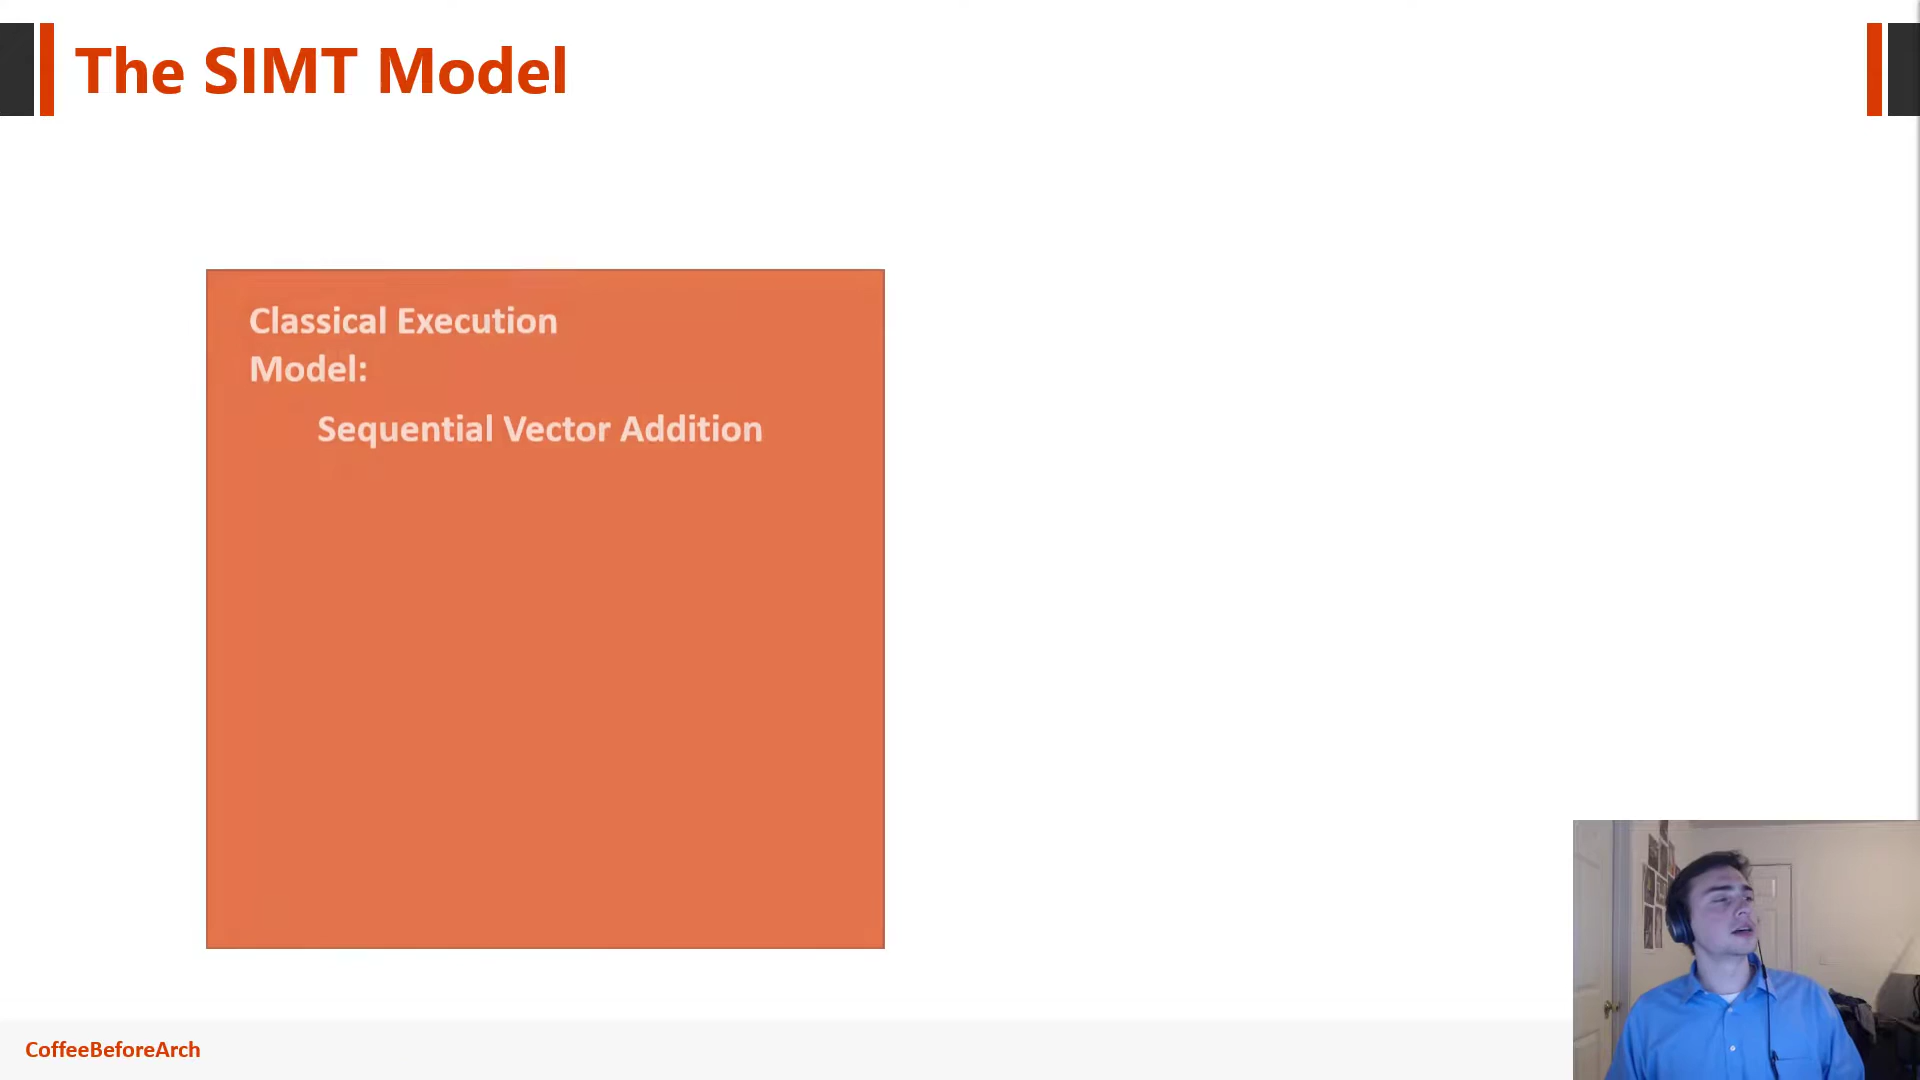 The SIMT Model
Classical Execution
Model:
Sequential Vector Addition
CoffeeBeforeArch